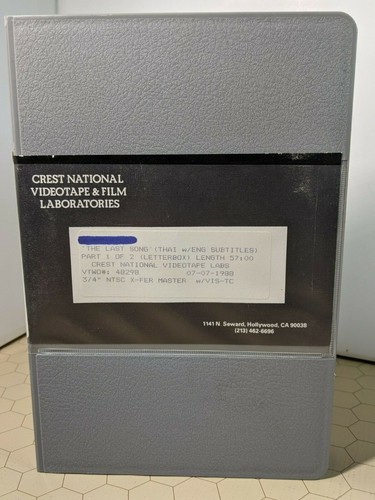 CREST NATIONAL
VIDEOTAPE & FILM
LABORATORIES
'THE LAST SONG' (THAI w/ENG SUBTITLES)
PART 1 OF 2 (LETTERBOX) LENGTH 57:00
CREST NATIONAL VIDEOTAPE LABS
VTWO#: 48298 07-07-1988
3/4" NTSC X-FER MASTER w/VIS-TC
1141 N. Seward, Hollywood, CA 90038
(213) 462-6696